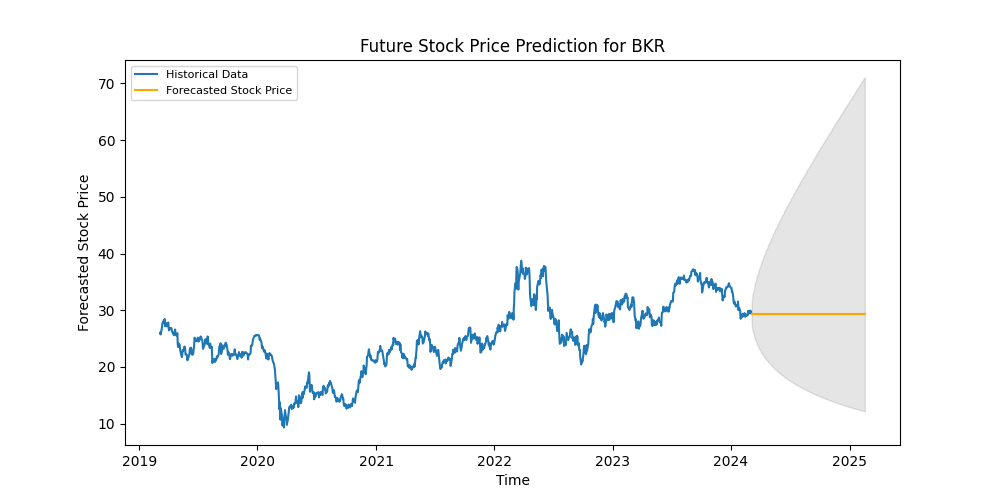 Future Stock Price Prediction for BKR
Historical Data
Forecasted Stock Price
Forecasted Stock Price
70
60
50
40
30
20
10
2019 2020 2021 2022 2023 2024 2025
Time